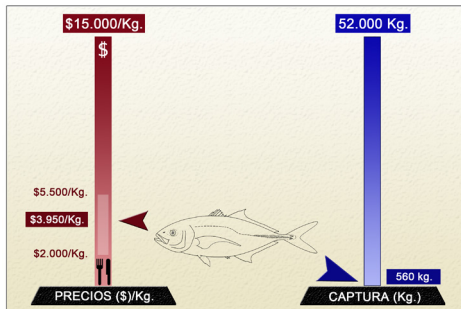 $15.000/Kg.
52.000 Kg.
$
$5.500/Kg.
$3.950/Kg.
$2.000/Kg.
560 kg.
PRECIOS ($)/Kg.
CAPTURA (Kg.)